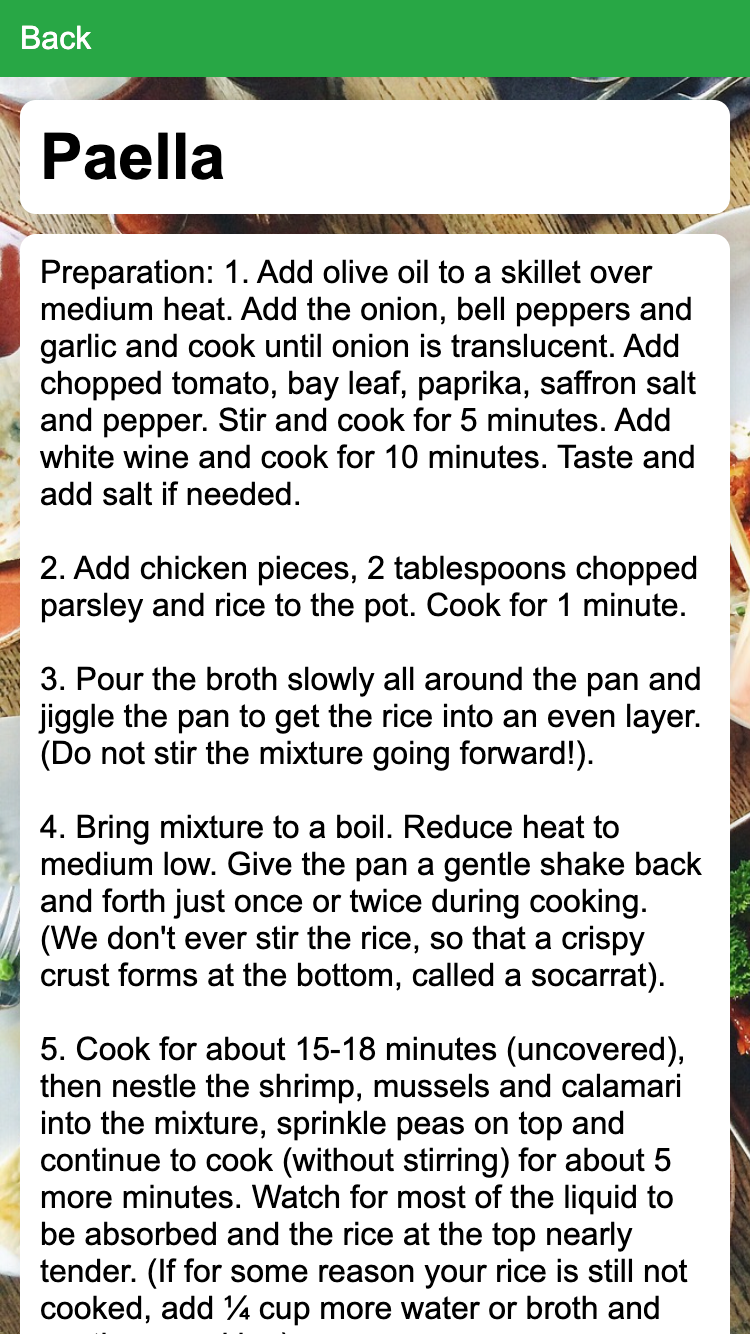 Back
Paella
Preparation: 1. Add olive oil to a skillet over
medium heat. Add the onion, bell peppers and
garlic and cook until onion is translucent. Add
chopped tomato, bay leaf, paprika, saffron salt
and pepper. Stir and cook for 5 minutes. Add
white wine and cook for 10 minutes. Taste and
add salt if needed.
2. Add chicken pieces, 2 tablespoons chopped
parsley and rice to the pot. Cook for 1 minute.
3. Pour the broth slowly all around the pan and
jiggle the pan to get the rice into an even layer.
(Do not stir the mixture going forward!).
4. Bring mixture to a boil. Reduce heat to
medium low. Give the pan a gentle shake back
and forth just once or twice during cooking.
(We don't ever stir the rice, so that a crispy
crust forms at the bottom, called a socarrat).
5. Cook for about 15-18 minutes (uncovered),
then nestle the shrimp, mussels and calamari
into the mixture, sprinkle peas on top and
continue to cook (without stirring) for about 5
more minutes. Watch for most of the liquid to
be absorbed and the rice at the top nearly
tender. (If for some reason your rice is still not
cooked, add ¼ cup more water or broth and